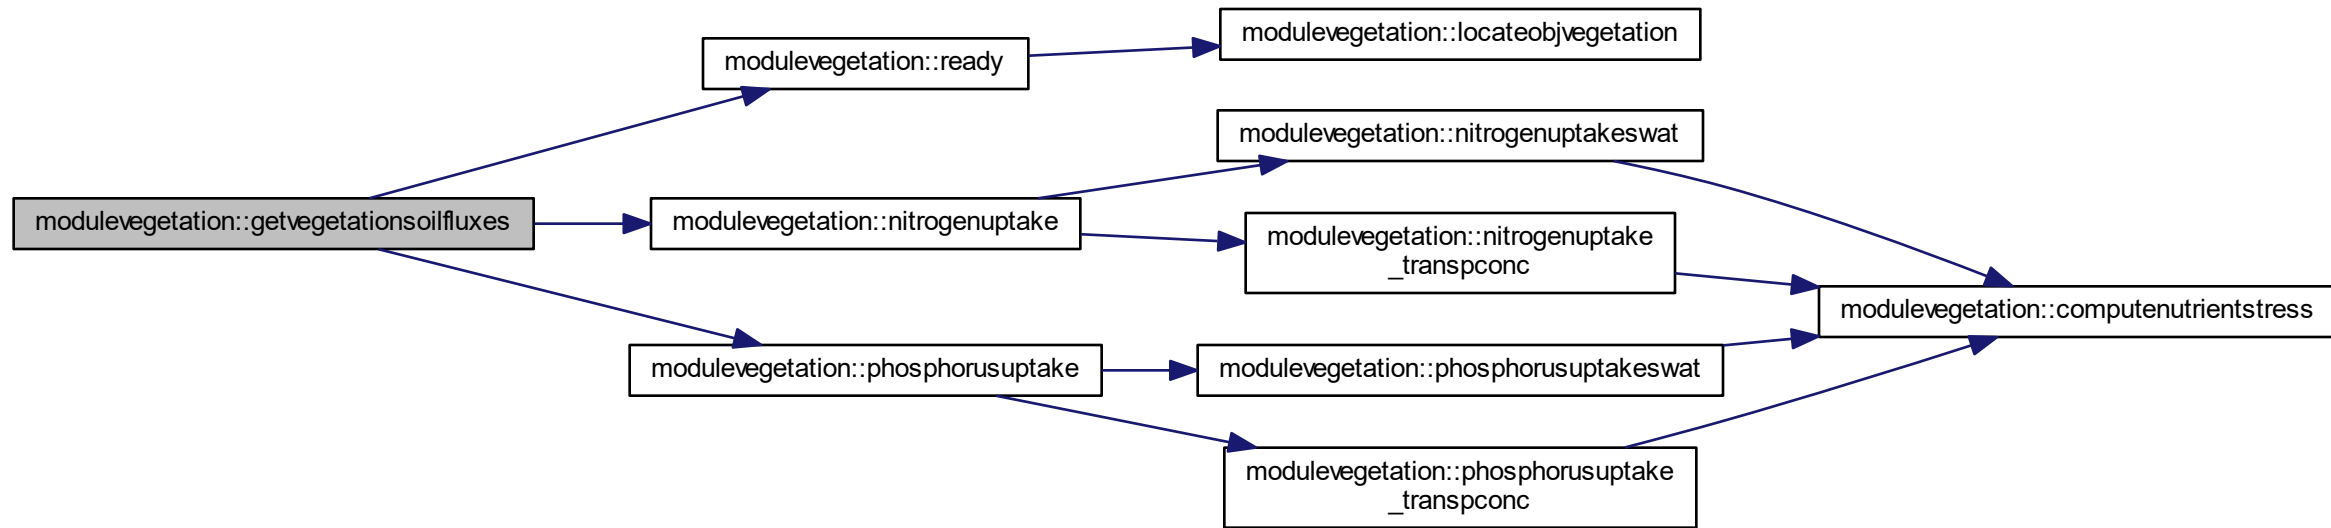 modulevegetation::locateobjvegetation
modulevegetation::ready
modulevegetation::nitrogenuptakeswat
modulevegetation::getvegetationsoilfluxes
modulevegetation::nitrogenuptake
modulevegetation::nitrogenuptake
_transpconc
modulevegetation::computenutrientstress
modulevegetation::phosphorusuptake
modulevegetation::phosphorusuptakeswat
modulevegetation::phosphorusuptake
_transpconc